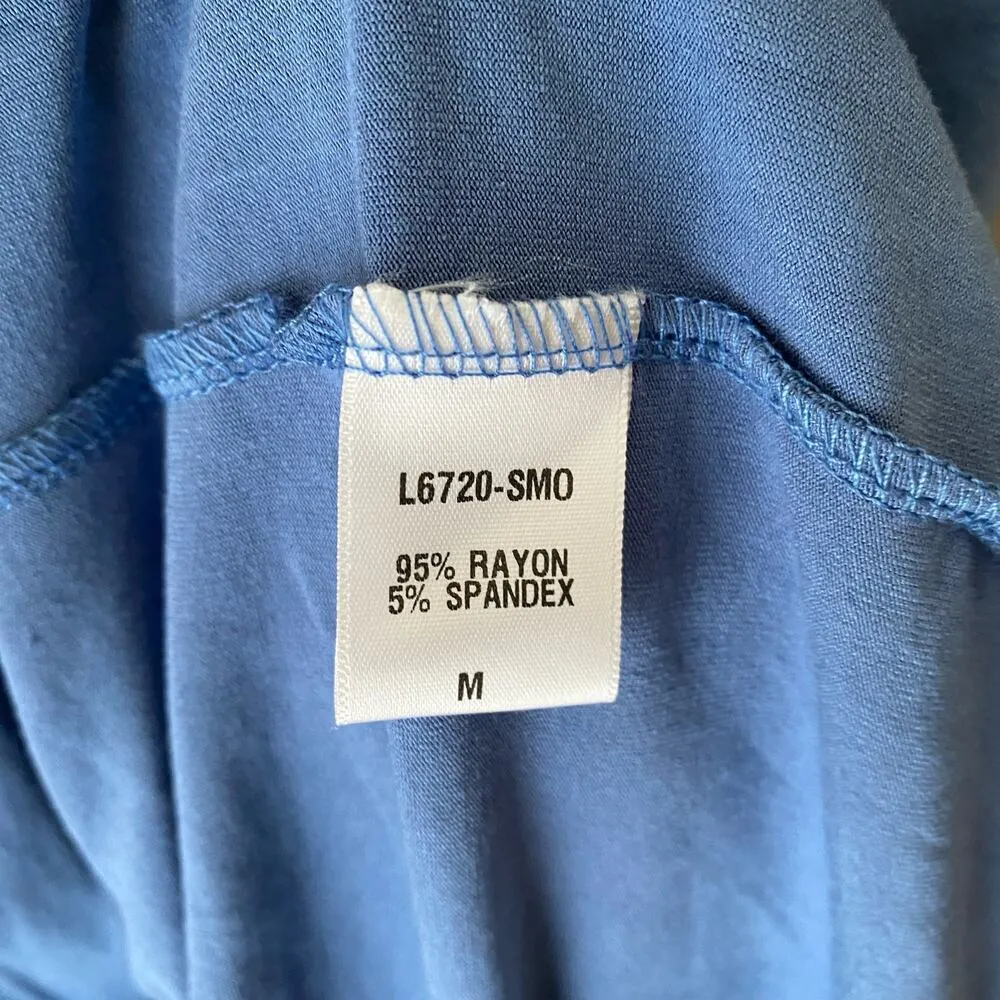 L6720-SMO
95% RAYON
5% SPANDEX
M